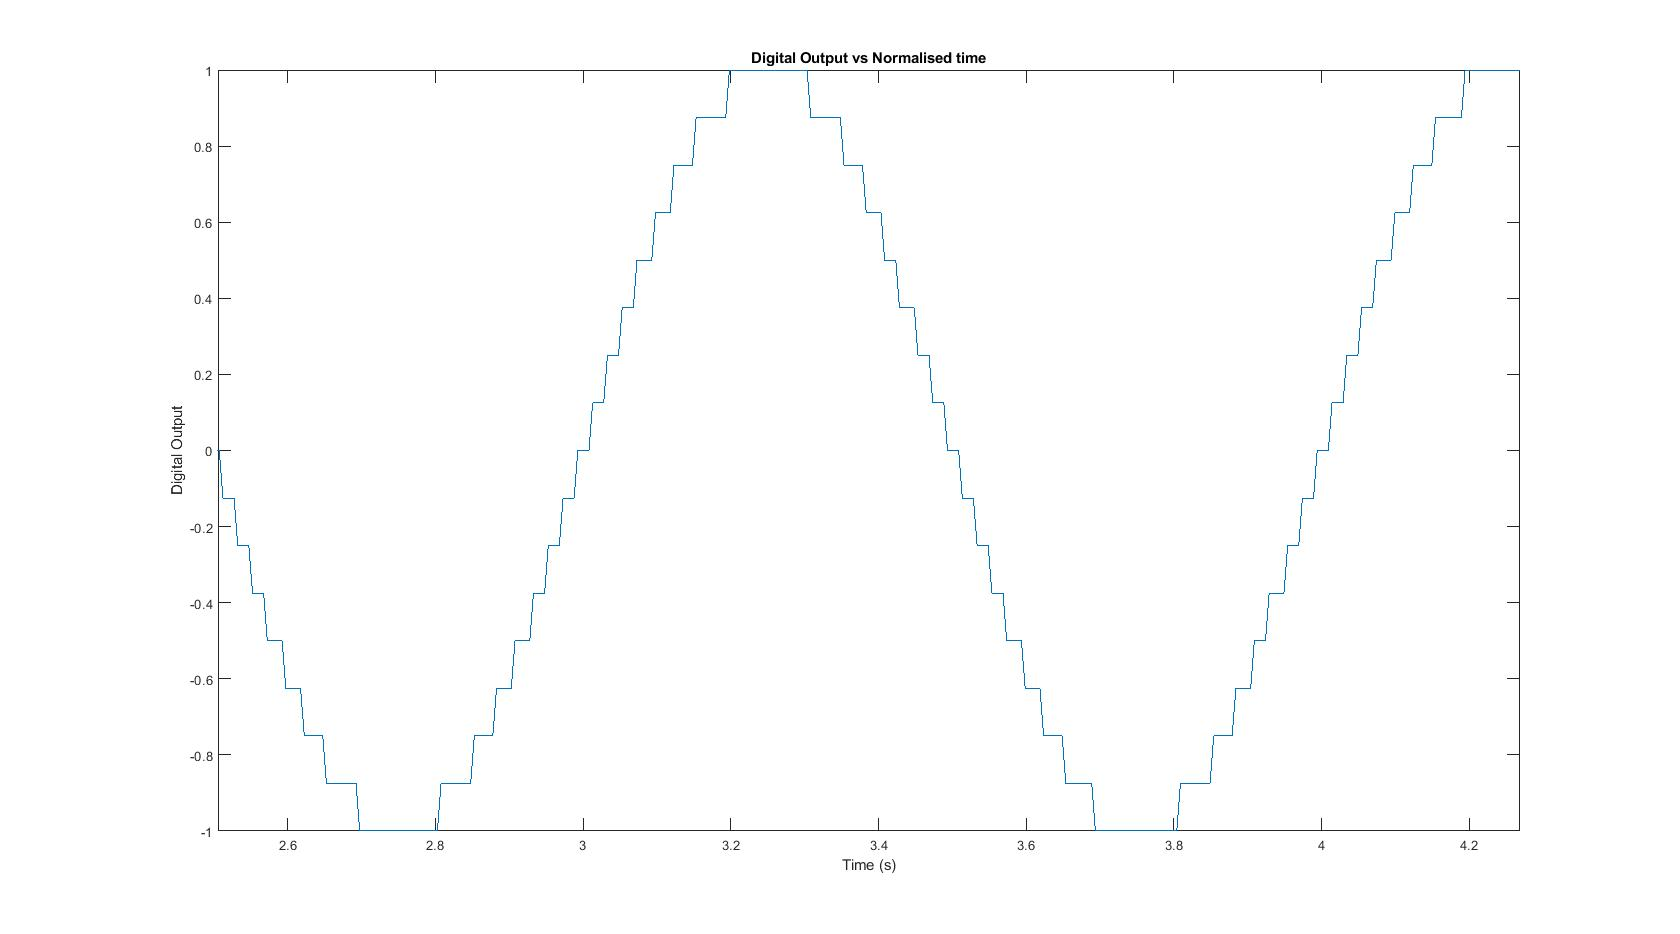 Digital Output vs Normalised time
1
0.8
0.6
0.4
0.2
0
-0.2
-0.4
-0.6
-0.8
-1
Digital Output
2.6 2.8 3 3.2 3.4 3.6 3.8 4 4.2
Time (s)